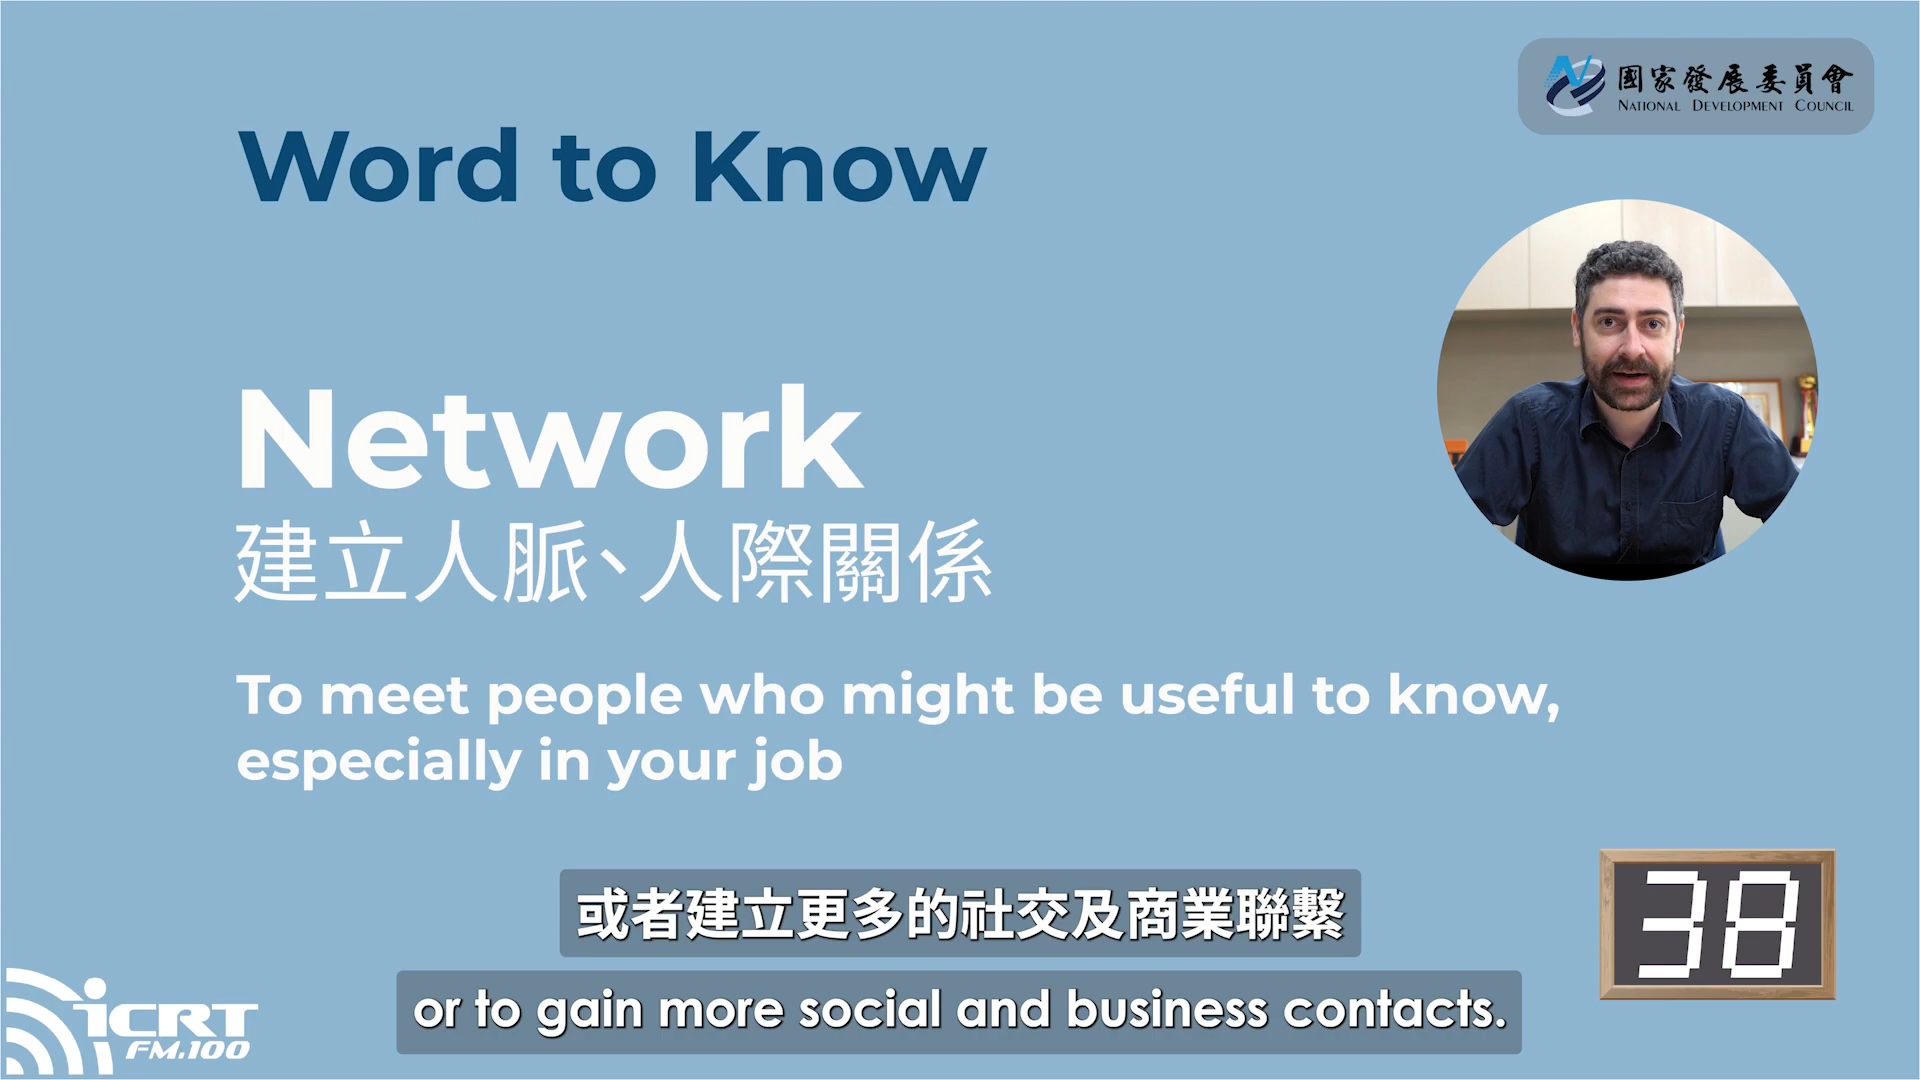 國家發展委員會
NATIONAL DEVELOPMENT COUNCIL
Word to Know
Network
建立人脈、人際關係
To meet people who might be useful to know,
especially in your job
38
或者建立更多的社交及商業聯繫
or to gain more social and business contacts.
iCRT
FM.100